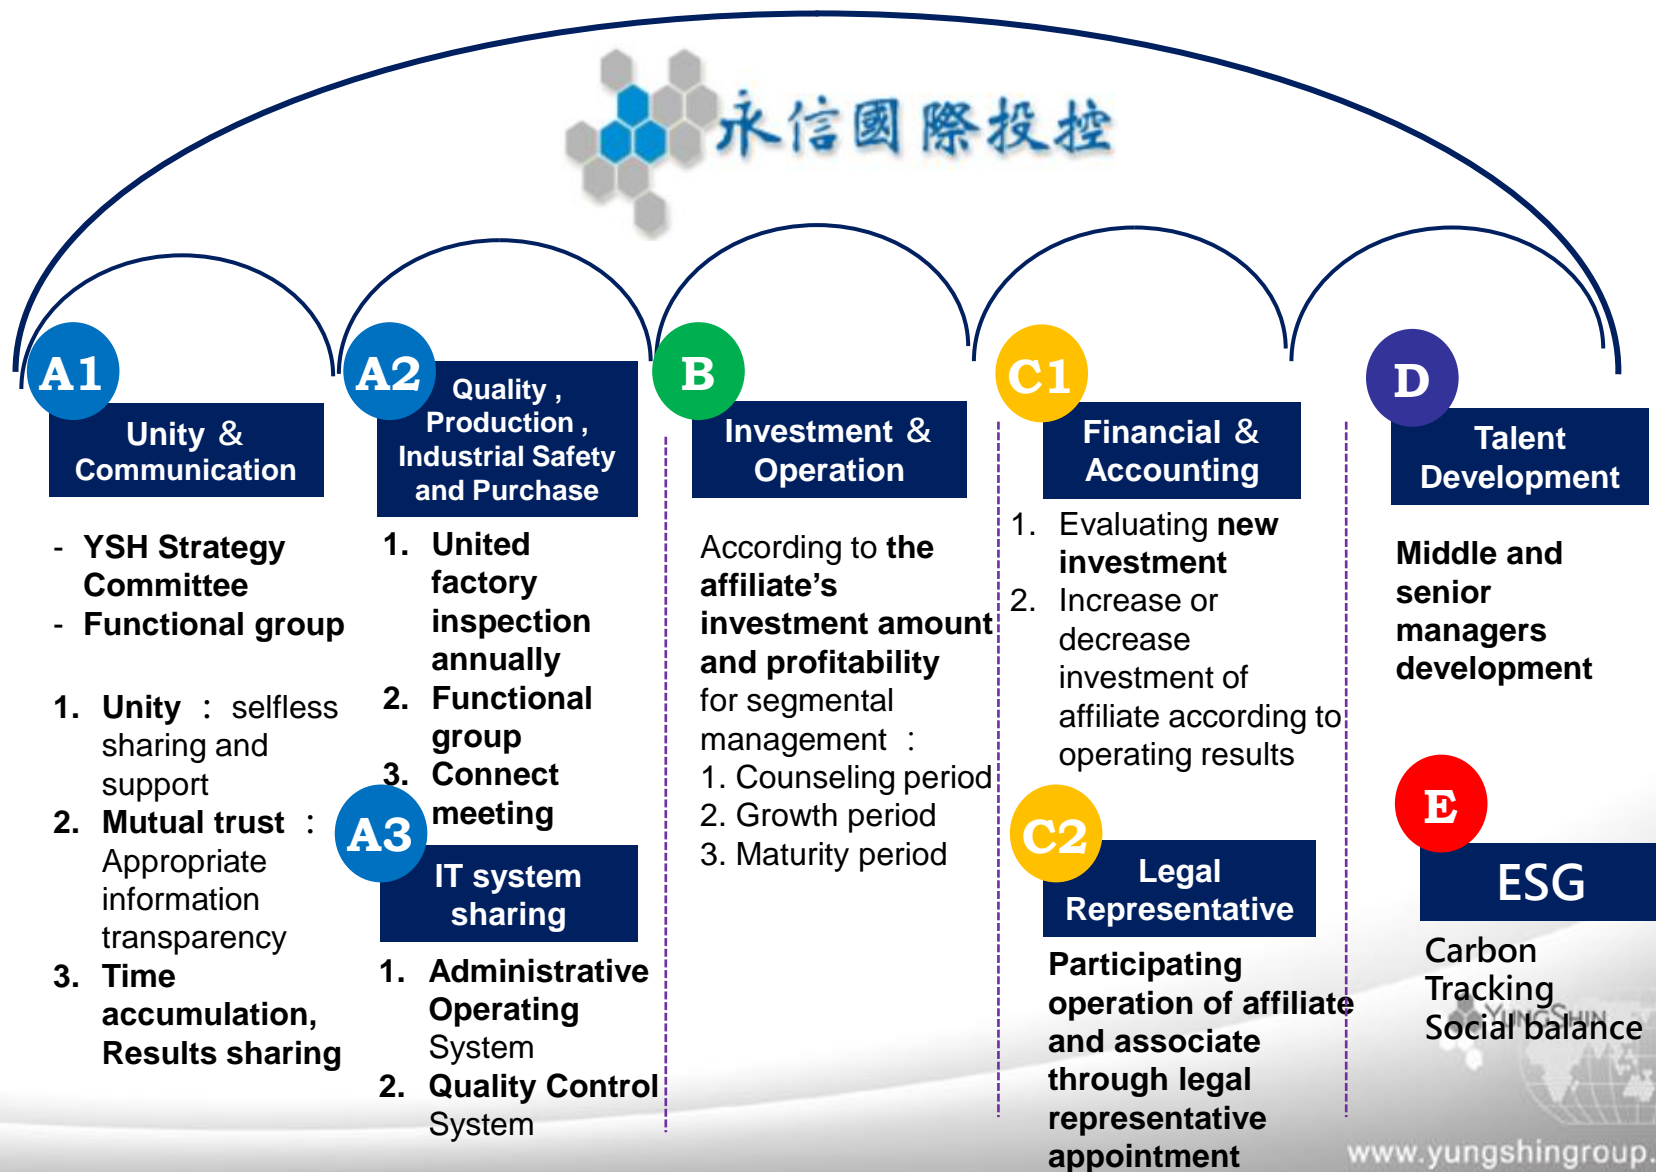 永信國際投控
A1
Unity &
Communication
- YSH Strategy
Committee
- Functional group
1. Unity : selfless
sharing and
support
2. Mutual trust :
Appropriate
information
transparency
3. Time
accumulation,
Results sharing
A2
Quality ,
Production ,
Industrial Safety
and Purchase
1. United
factory
inspection
annually
2. Functional
group
3. Connect
meeting
A3
IT system
sharing
1. Administrative
Operating
System
2. Quality Control
System
B
Investment &
Operation
According to the
affiliate’s
investment amount
and profitability
for segmental
management :
1. Counseling period
2. Growth period
3. Maturity period
C1
Financial &
Accounting
1. Evaluating new
investment
2. Increase or
decrease
investment of
affiliate according to
operating results
C2
Legal
Representative
Participating
operation of affiliate
and associate
through legal
representative
appointment
D
Talent
Development
Middle and
senior
managers
development
E
ESG
Carbon
Tracking
Social balance
YUNGSHIN
www.yungshingroup.